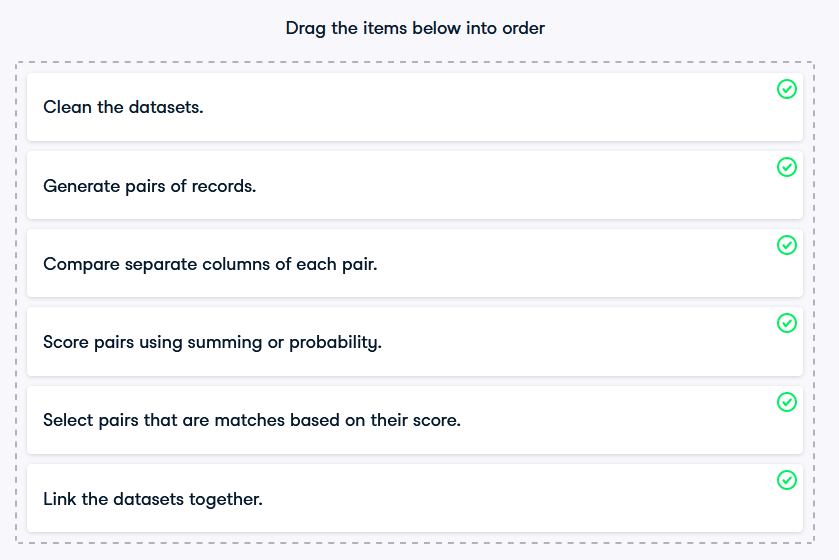 Drag the items below into order
Clean the datasets.
Generate pairs of records.
Compare separate columns of each pair.
Score pairs using summing or probability.
Select pairs that are matches based on their score.
Link the datasets together.